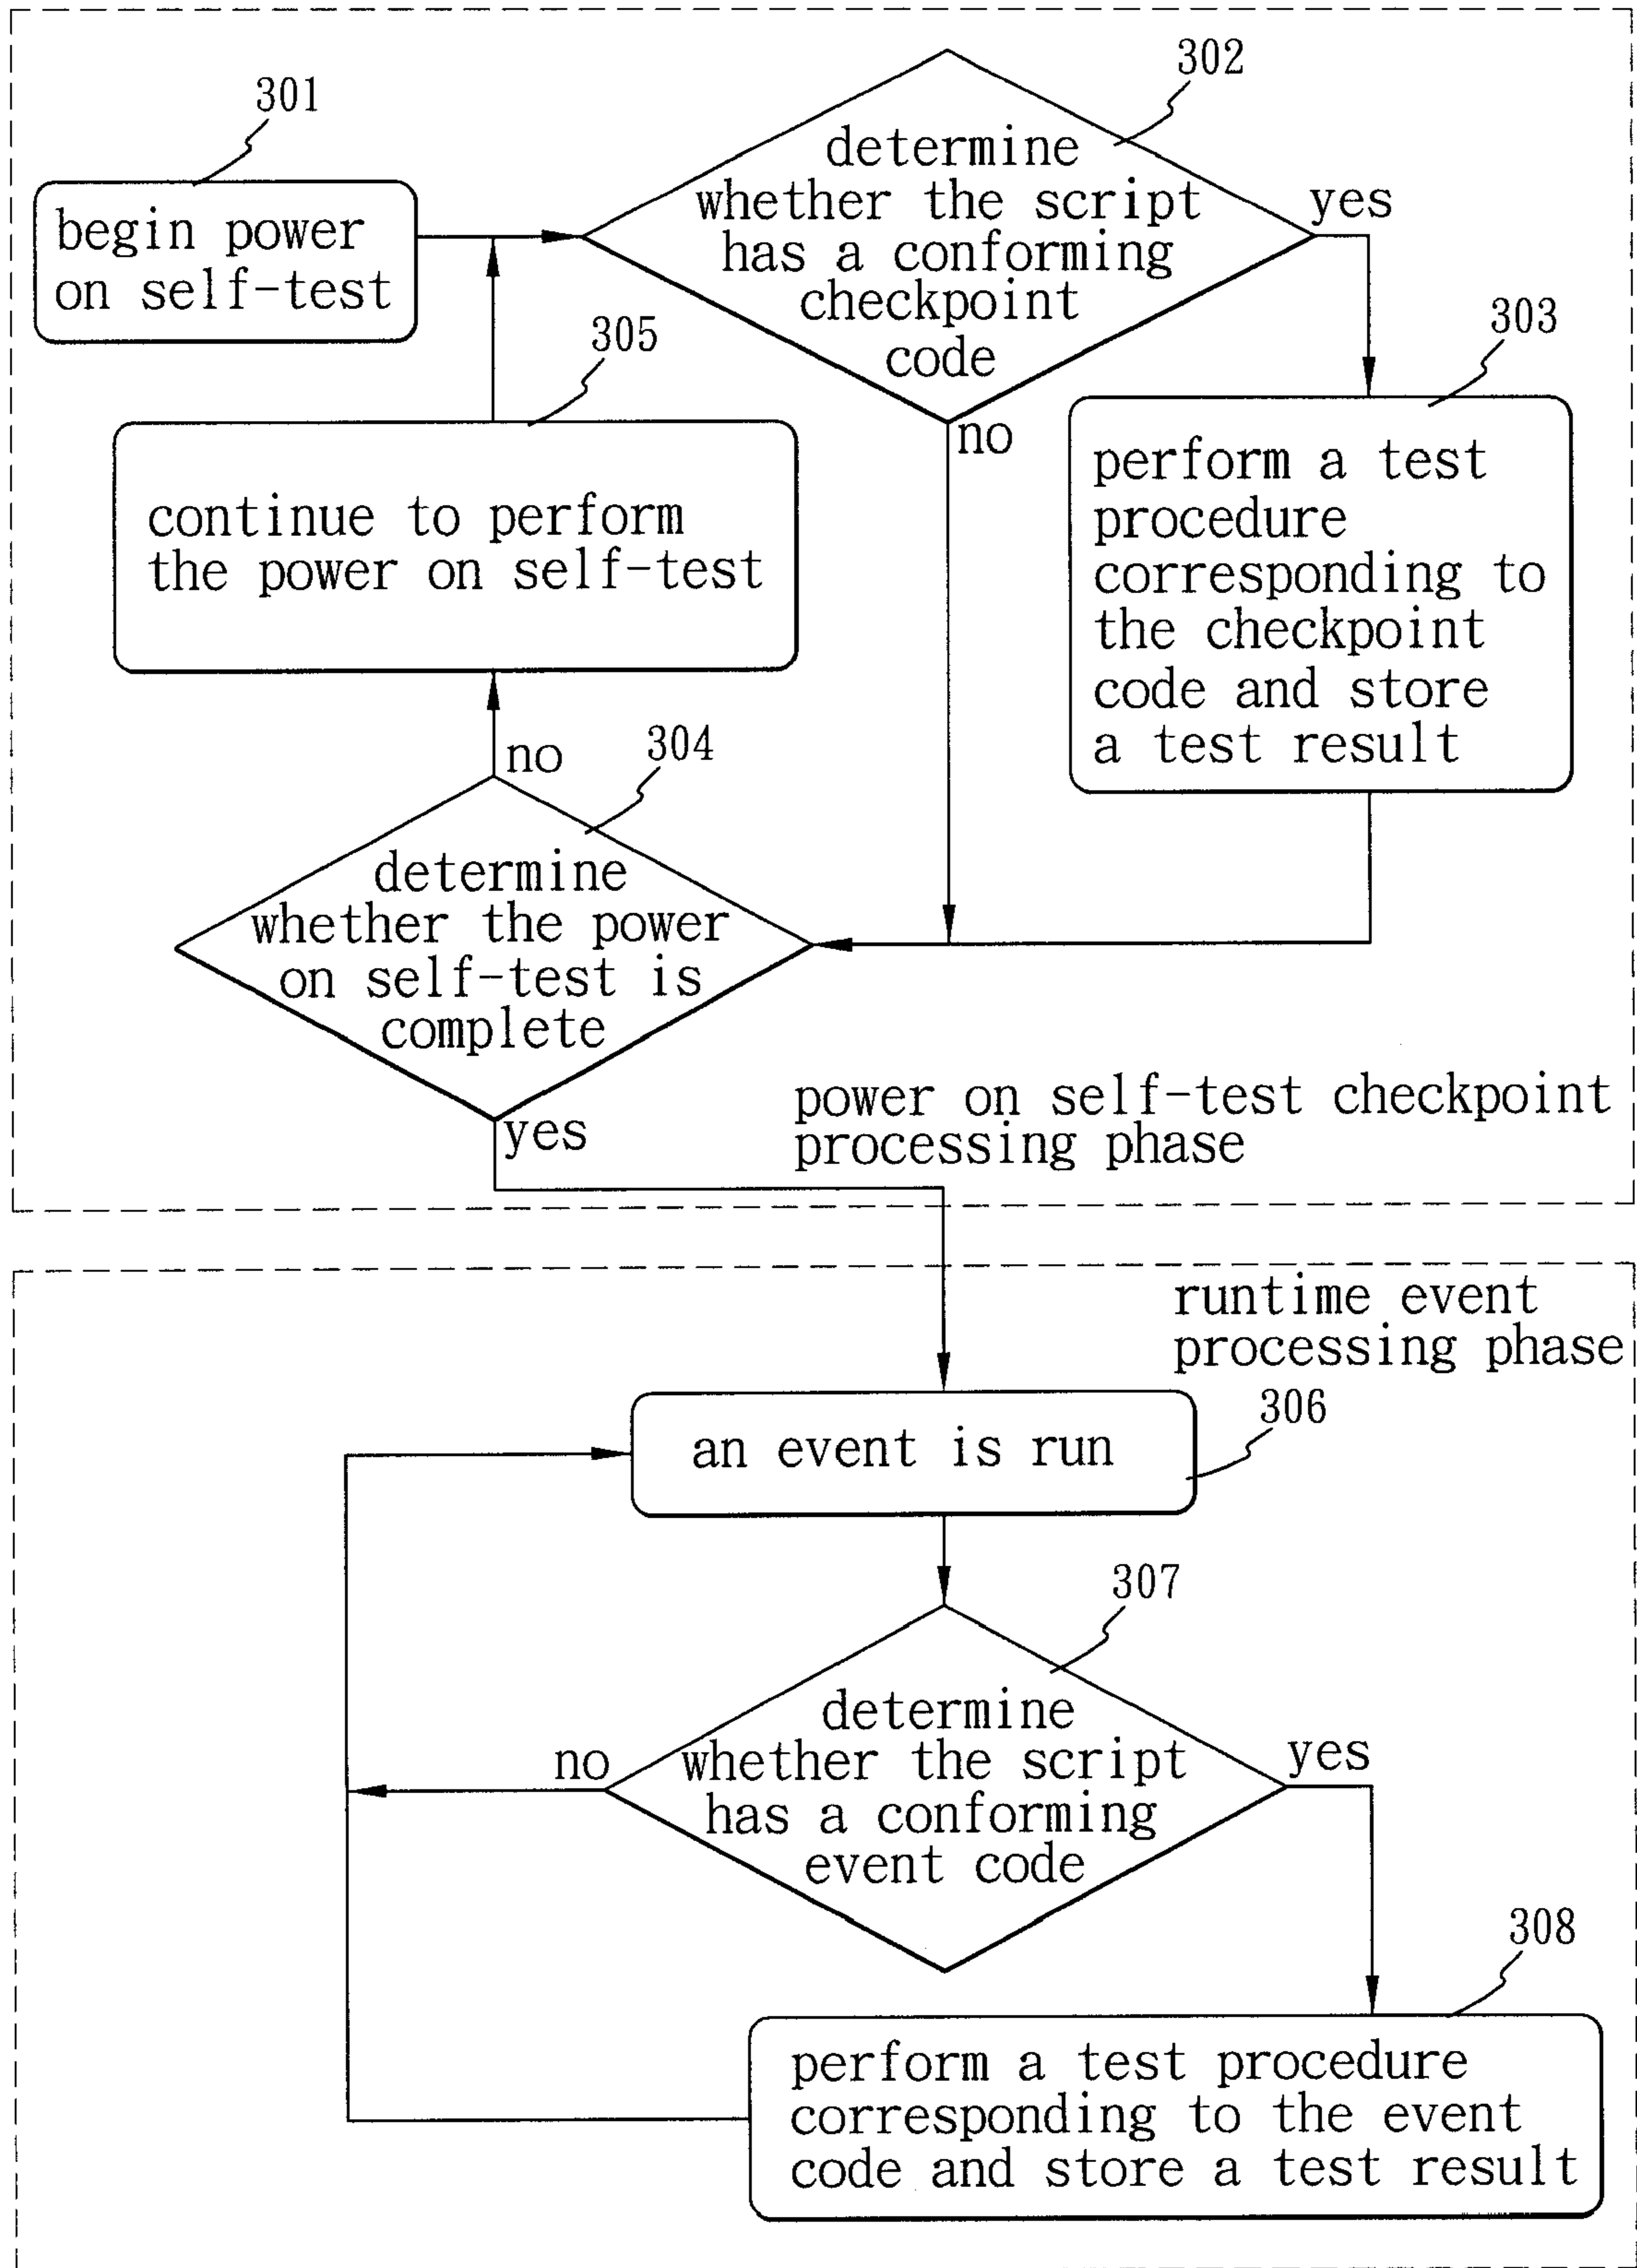 301
begin power
on self-test
302
determine
whether the script
has a conforming
checkpoint
code
yes
no
303
perform a test
procedure
corresponding to
the checkpoint
code and store
a test result
305
continue to perform
the power on self-test
no
304
determine
whether the power
on self-test is
complete
yes
power on self-test checkpoint
processing phase
runtime event
processing phase
306
an event is run
307
determine
whether the script
has a conforming
event code
no
yes
308
perform a test procedure
corresponding to the event
code and store a test result